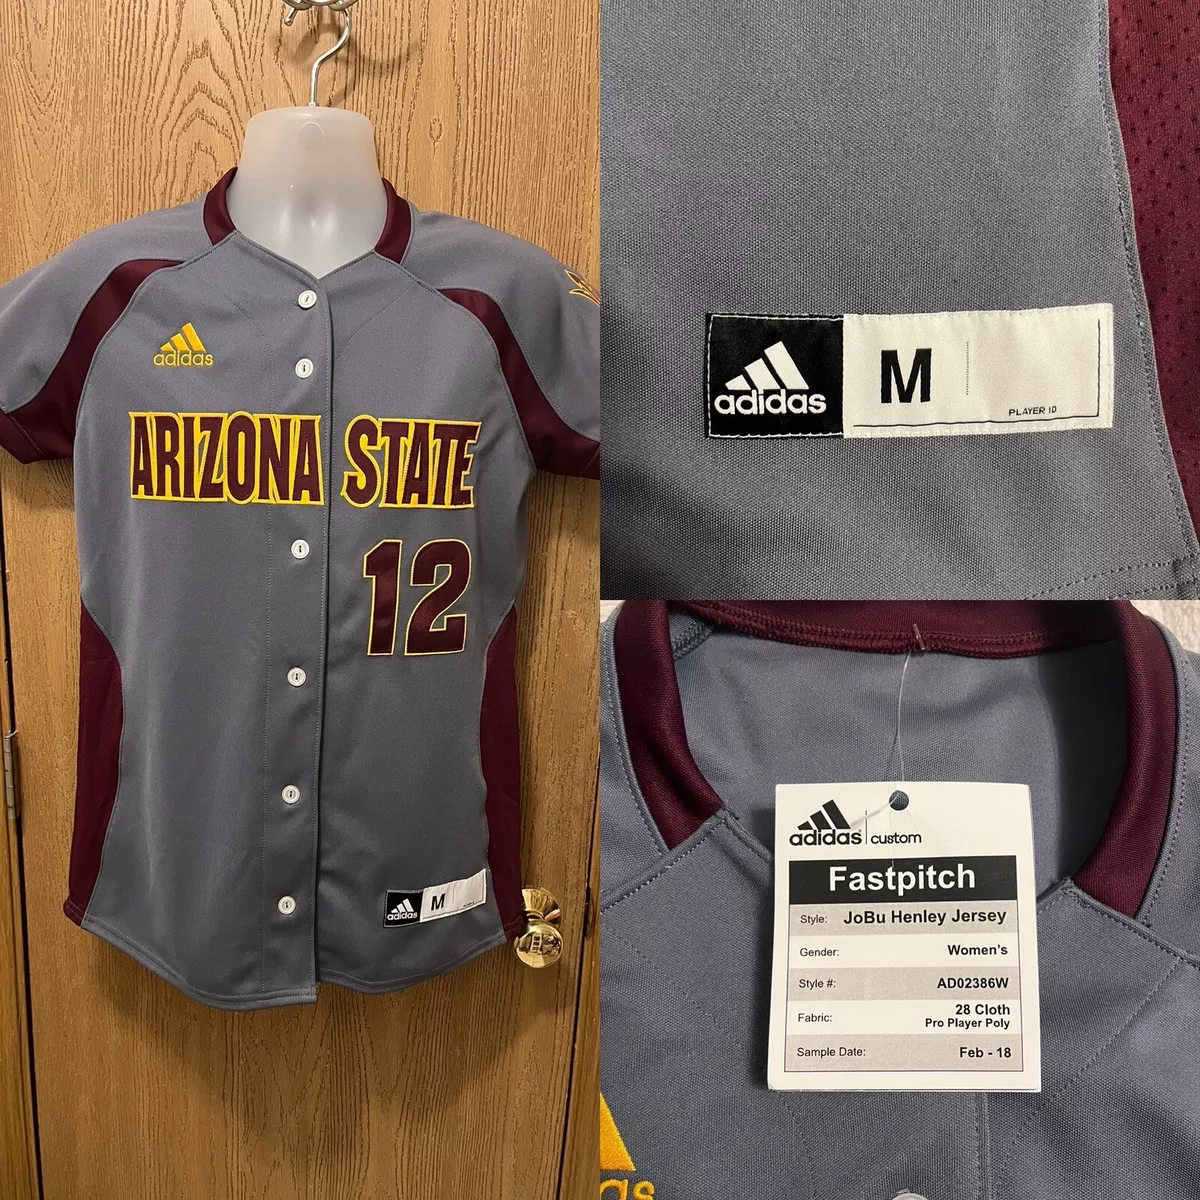 adidas
ARIZONA STATE
12
adidas M
adidas M
PLAYER ID
adidas | custom
Fastpitch
Style: JoBu Henley Jersey
Gender: Women's
Style #: AD02386W
Fabric: 28 Cloth
Pro Player Poly
Sample Date: Feb - 18